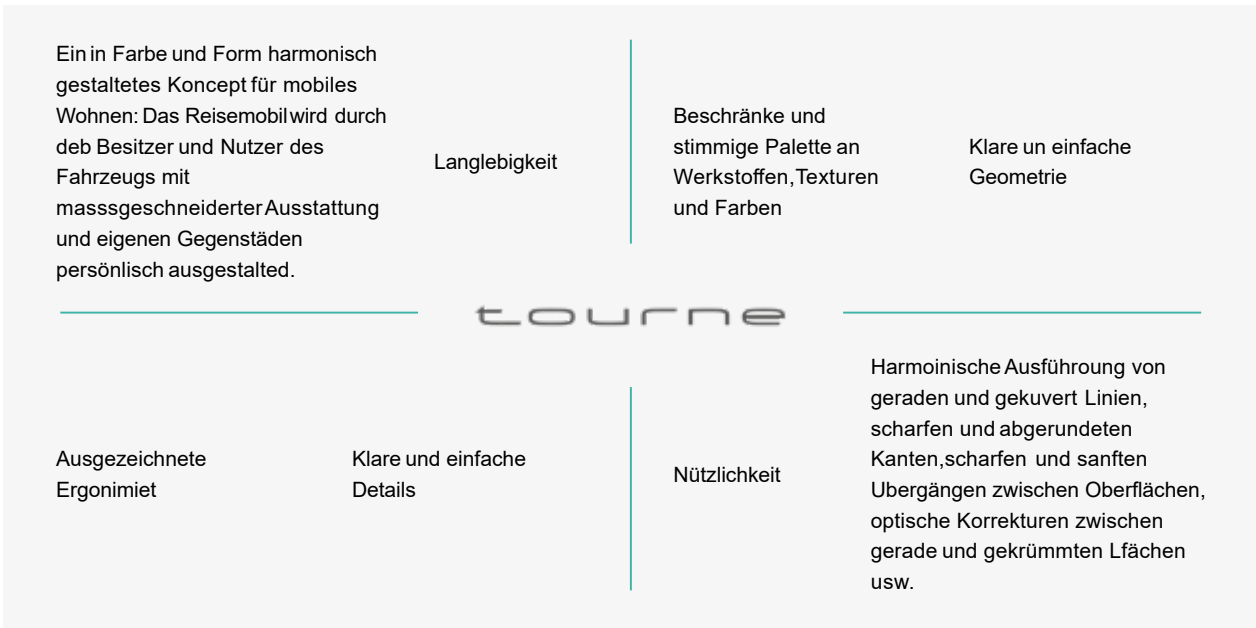 Ein in Farbe und Form harmonisch
gestaltetes Koncept für mobiles
Wohnen: Das Reisemobil wird durch
deb Besitzer und Nutzer des
Fahrzeugs mit
masssgeschneiderter Ausstattung
und eigenen Gegenstäden
persönlisch ausgestalted.
Langlebigkeit
Beschränke und
stimmige Palette an
Werkstoffen,Texturen
und Farben
Klare un einfache
Geometrie
tourne
Ausgezeichnete
Ergonimiet
Klare und einfache
Details
Nützlichkeit
Harmoinische Ausführoung von
geraden und gekuvert Linien,
scharfen und abgerundeten
Kanten,scharfen und sanften
Ubergängen zwischen Oberflächen,
optische Korrekturen zwischen
gerade und gekrümmten Lfächen
usw.